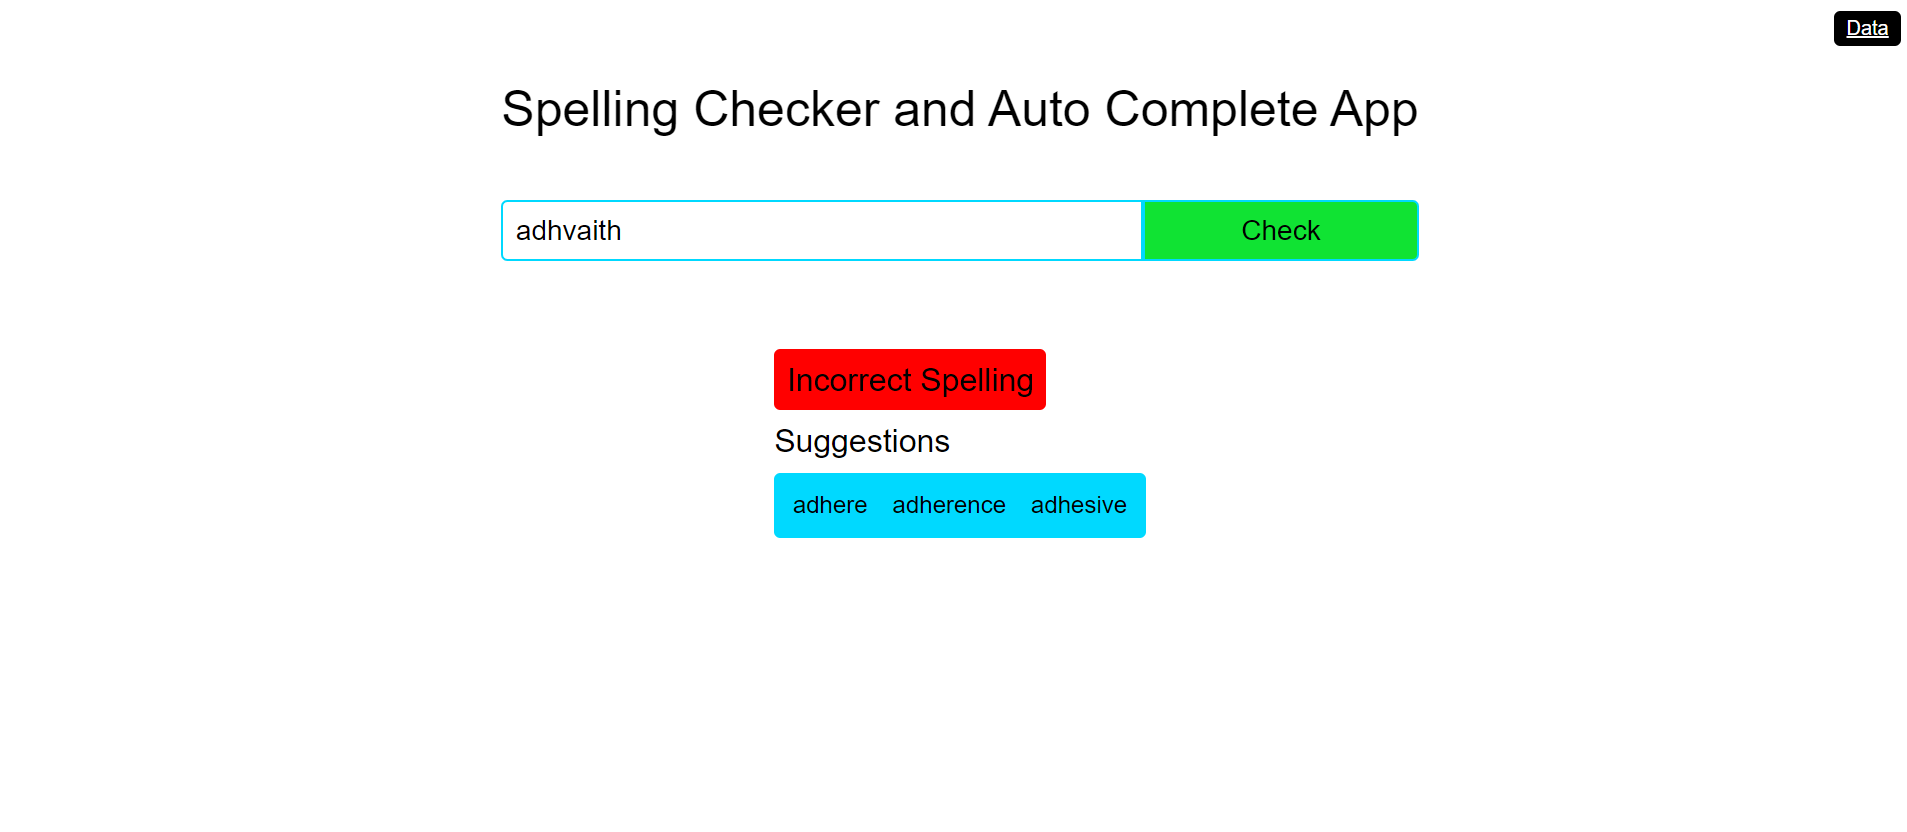 Data
Spelling Checker and Auto Complete App
adhvaith Check
Incorrect Spelling
Suggestions
adhere adherence adhesive